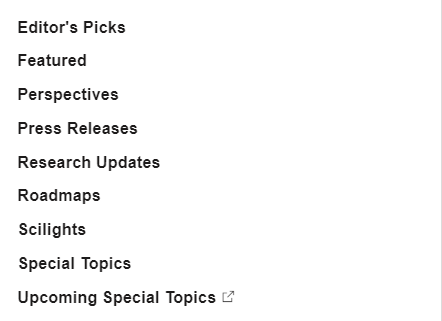 Editor's Picks
Featured
Perspectives
Press Releases
Research Updates
Roadmaps
Scilights
Special Topics
Upcoming Special Topics